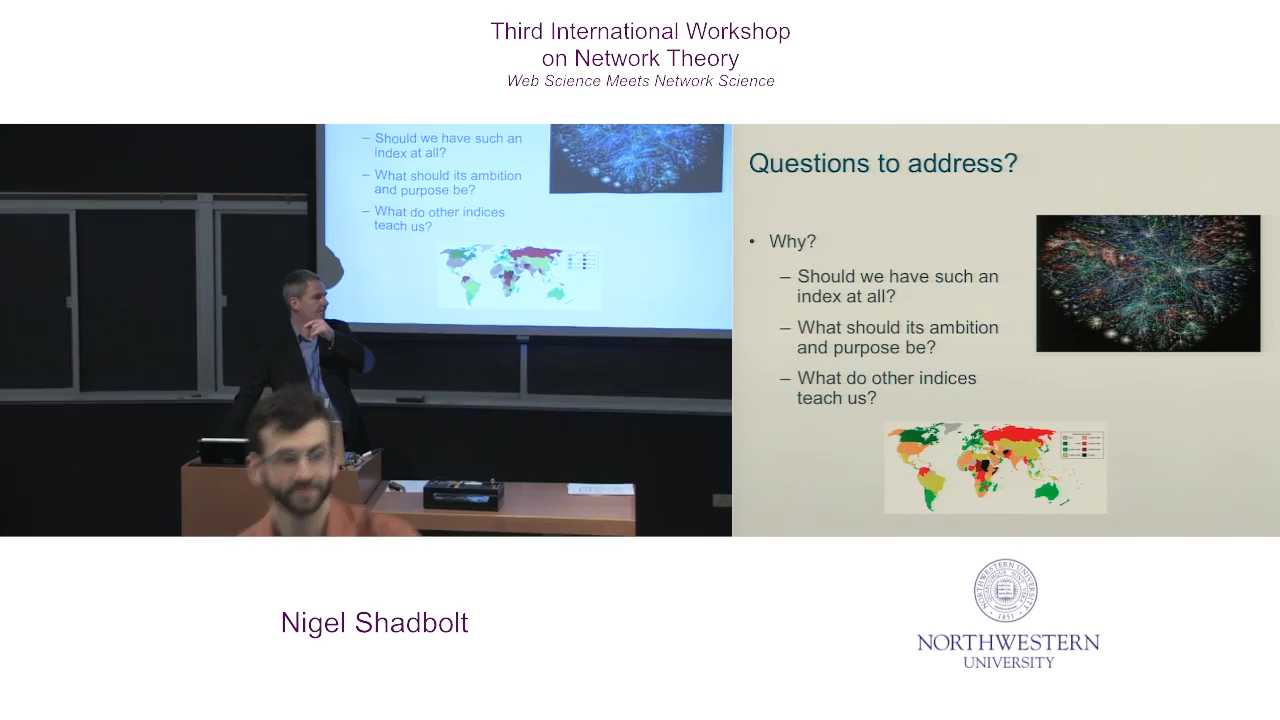 Third International Workshop
on Network Theory
Web Science Meets Network Science
– Should we have such an
index at all?
– What should its ambition
and purpose be?
– What do other indices
teach us?
Questions to address?
• Why?
– Should we have such an
index at all?
– What should its ambition
and purpose be?
– What do other indices
teach us?
Nigel Shadbolt
1851
NORTHWESTERN
UNIVERSITY